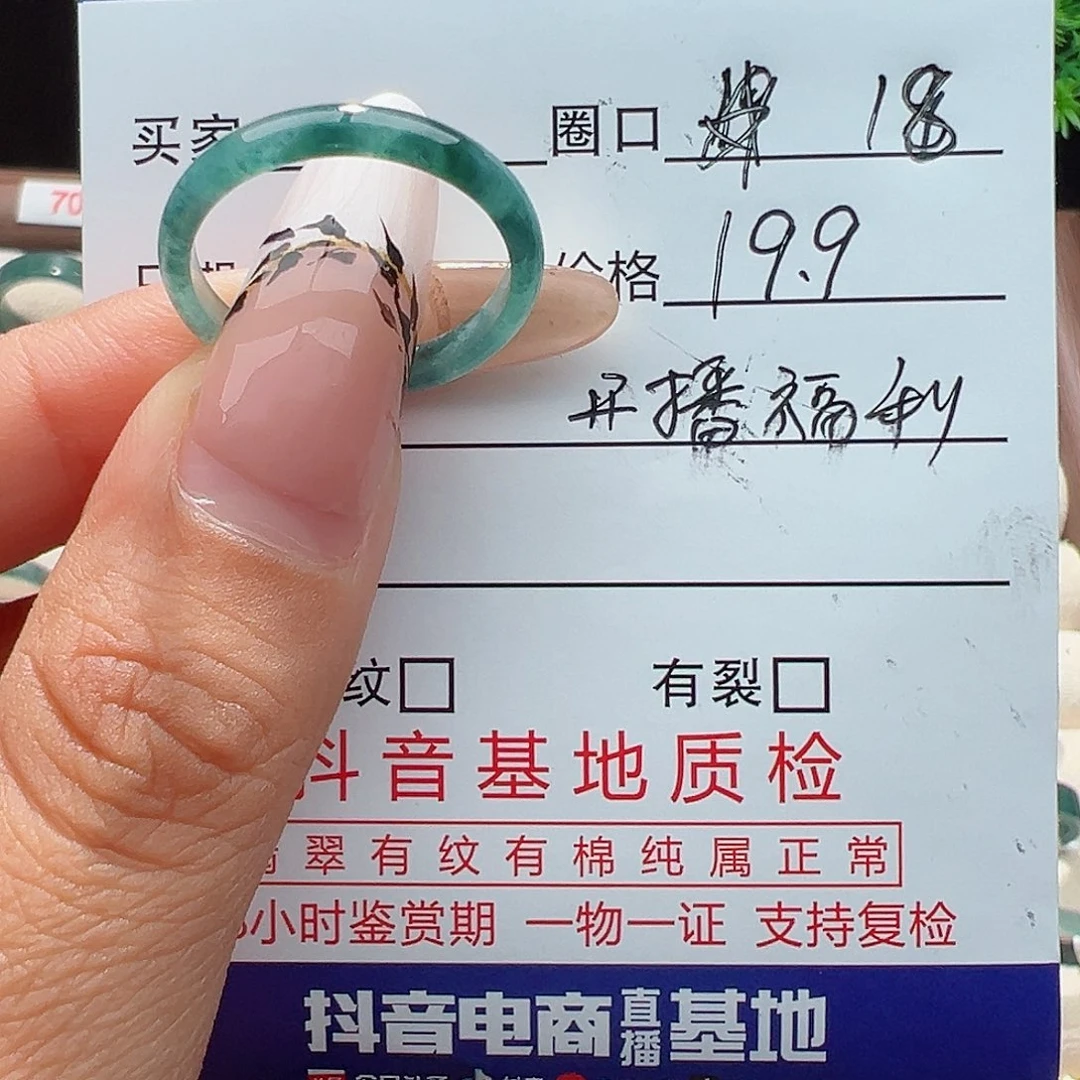 买家 圈口 18
70
价格 19.9
开播福利
纹□ 有裂□
抖音基地质检
翠有纹有棉纯属正常
小时鉴赏期 一物一证 支持复检
抖音电商直播基地